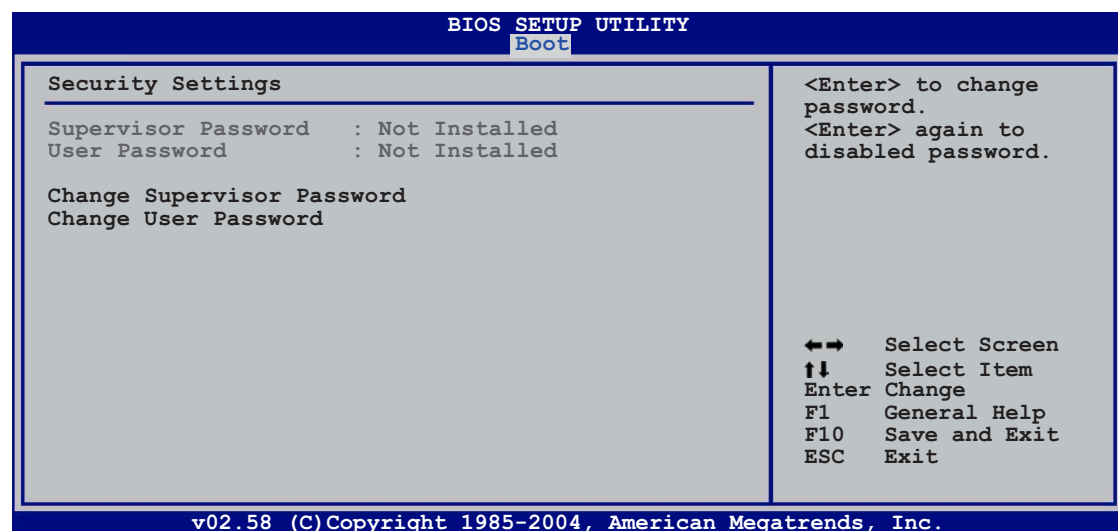 BIOS SETUP UTILITY
Boot
Security Settings
Supervisor Password : Not Installed
User Password : Not Installed
Change Supervisor Password
Change User Password
<Enter> to change
password.
<Enter> again to
disabled password.
←→ Select Screen
↑↓ Select Item
Enter Change
F1 General Help
F10 Save and Exit
ESC Exit
v02.58 (C)Copyright 1985-2004, American Megatrends, Inc.